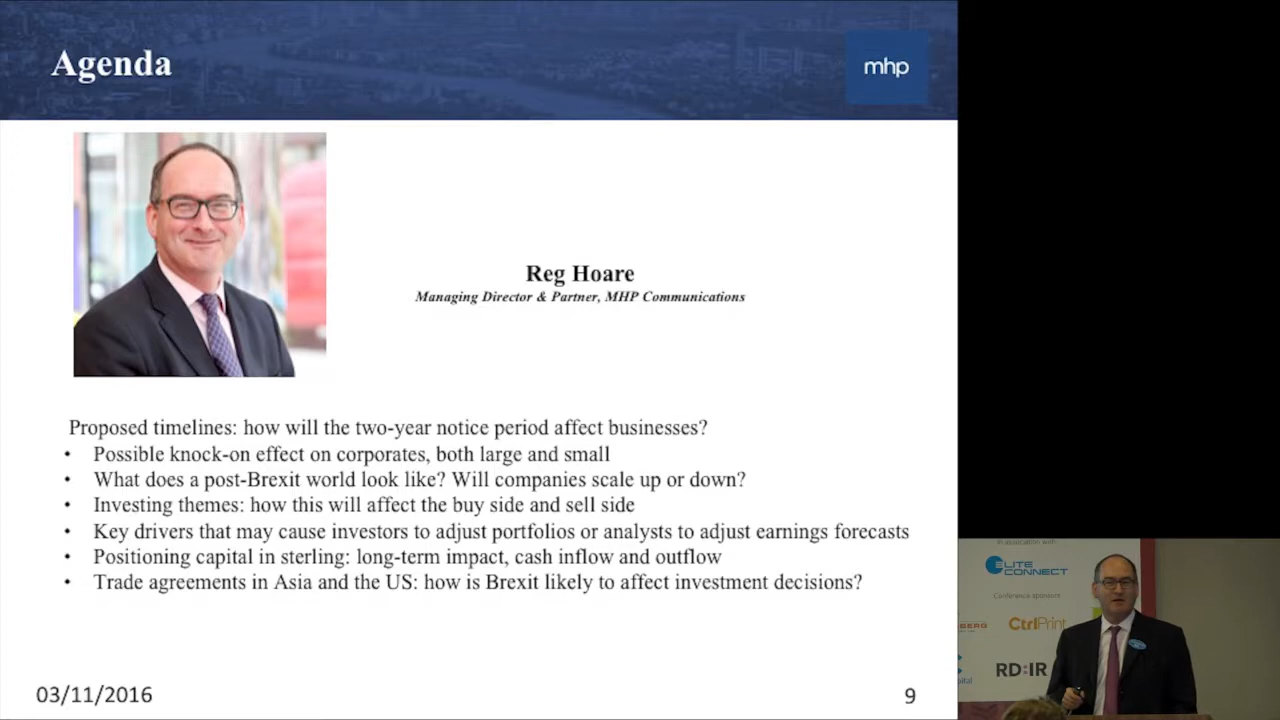 Agenda
mhp
Reg Hoare
Managing Director & Partner, MHP Communications
Proposed timelines: how will the two-year notice period affect businesses?
• Possible knock-on effect on corporates, both large and small
• What does a post-Brexit world look like? Will companies scale up or down?
• Investing themes: how this will affect the buy side and sell side
• Key drivers that may cause investors to adjust portfolios or analysts to adjust earnings forecasts
• Positioning capital in sterling: long-term impact, cash inflow and outflow
• Trade agreements in Asia and the US: how is Brexit likely to affect investment decisions?
03/11/2016
9
In association with
ELITE
CONNECT
Conference sponsors
BERG
CtrlPrint
RD:IR